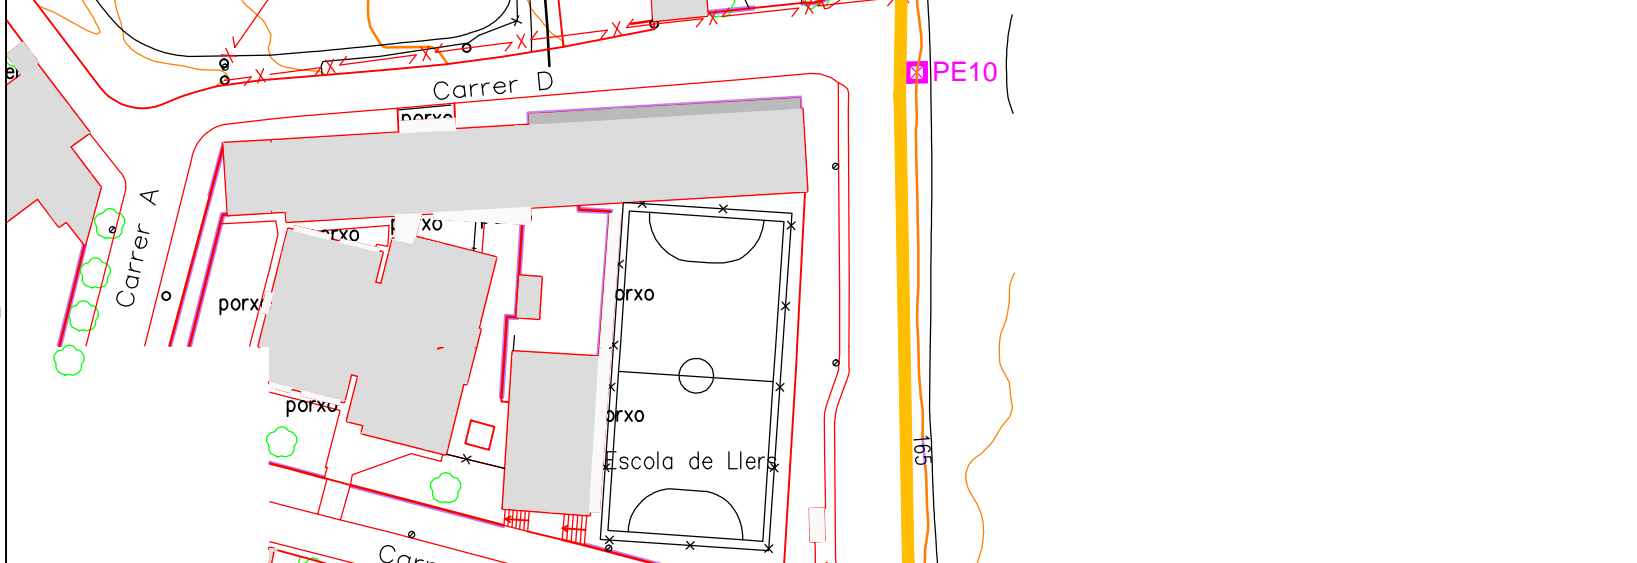 Carrer D
PE10
porxo
Carrer A
porxo
porxo
orxo
porxo
orxo
165
Escola de Llers